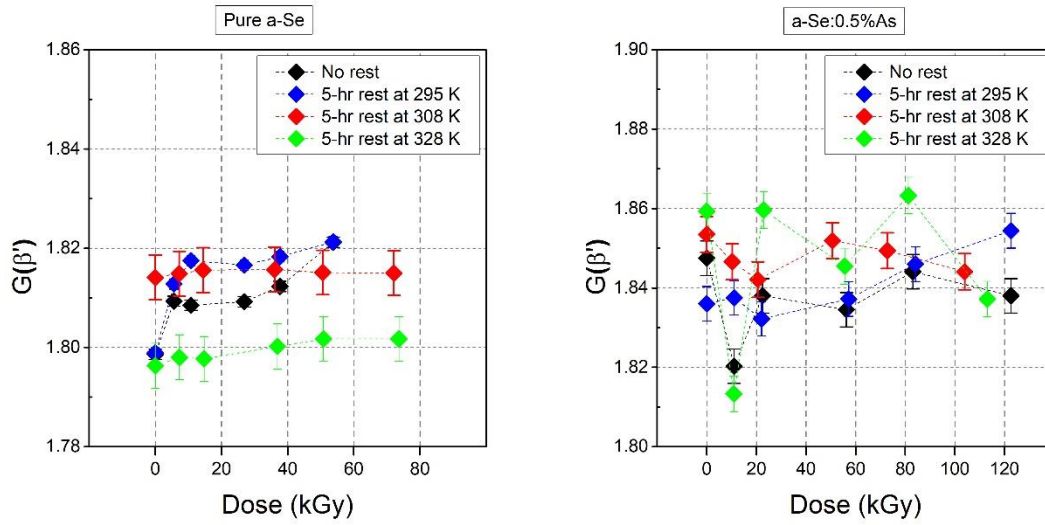 Pure a-Se
1.86
1.84
1.82
1.80
1.78
G(β')
No rest
5-hr rest at 295 K
5-hr rest at 308 K
5-hr rest at 328 K
0 20 40 60 80
Dose (kGy)
a-Se:0.5%As
1.90
1.88
1.86
1.84
1.82
1.80
G(β')
No rest
5-hr rest at 295 K
5-hr rest at 308 K
5-hr rest at 328 K
0 20 40 60 80 100 120
Dose (kGy)